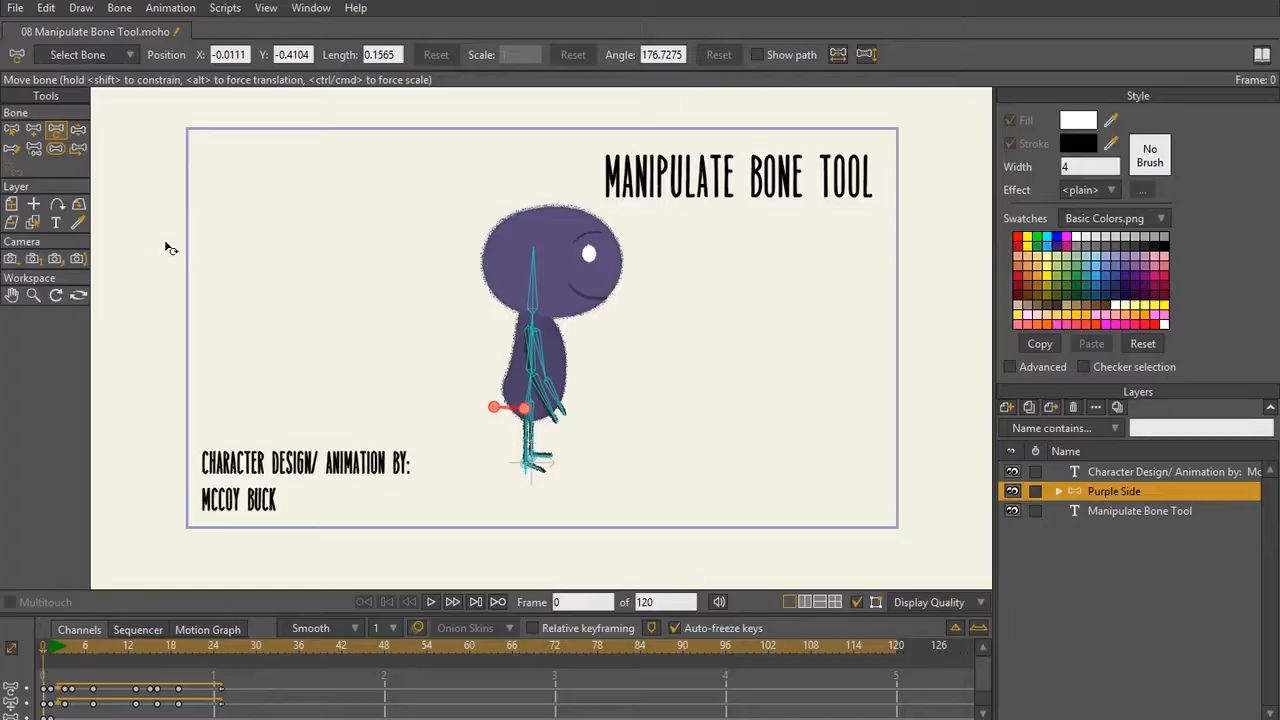 File Edit Draw Bone Animation Scripts View Window Help
08 Manipulate Bone Tool.moho
Select Bone Position X: -0.0111 Y: -0.4104 Length: 0.1565 Reset Scale: Reset Angle: 176.7275 Reset Show path
Move bone (hold <shift> to constrain, <alt> to force translation, <ctrl/cmd> to force scale) Frame: 0
Tools
Bone
Layer
Camera
Workspace
MANIPULATE BONE TOOL
CHARACTER DESIGN/ ANIMATION BY:
MCCOY BUCK
Style
Fill
Stroke
No
Brush
Width 4
Effect <plain> ...
Swatches Basic Colors.png
Copy Paste Reset
Advanced Checker selection
Layers
Name contains...
Name
Character Design/ Animation by: Mc
Purple Side
Manipulate Bone Tool
Multitouch Frame 0 of 120 Display Quality
Channels Sequencer Motion Graph Smooth 1 Onion Skins Relative keyframing Auto-freeze keys
0 6 12 18 24 30 36 42 48 54 60 66 72 78 84 90 96 102 108 114 120 126
0 1 2 3 4 5